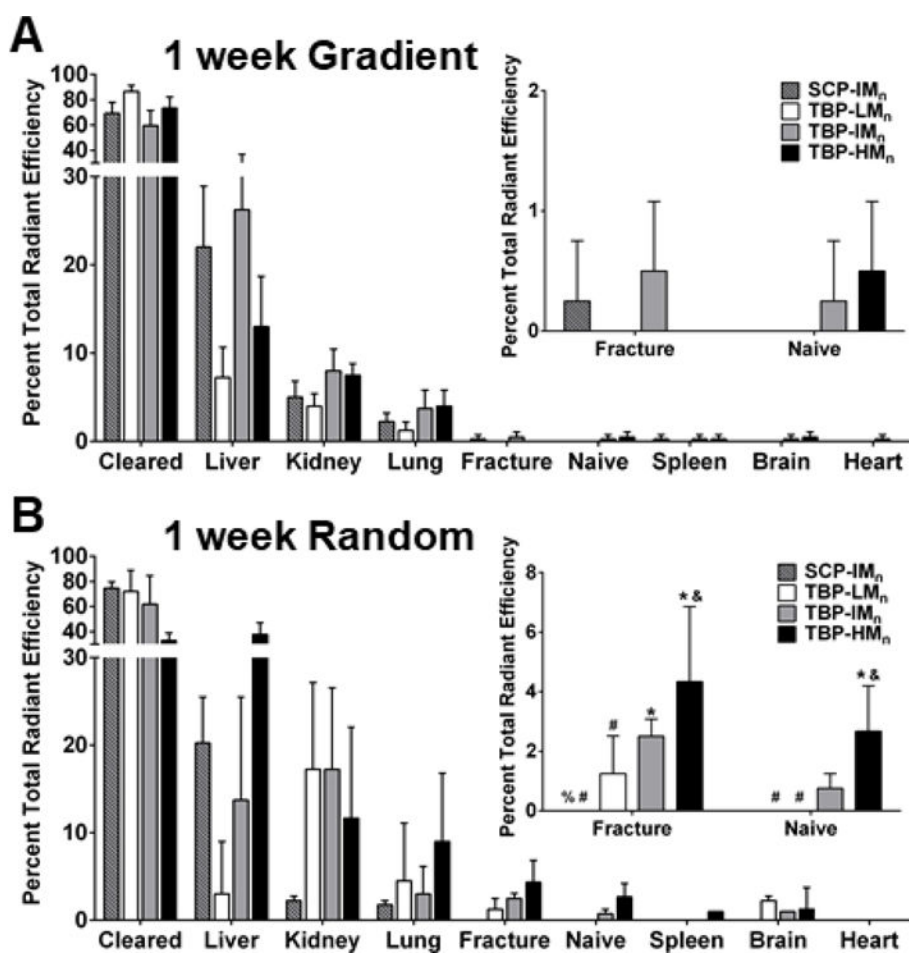 A
1 week Gradient
Percent Total Radiant Efficiency
100
80
60
40
30
20
10
0
Cleared Liver Kidney Lung Fracture Naive Spleen Brain Heart
Percent Total Radiant Efficiency
2
1
0
Fracture Naive
SCP-IMn
TBP-LMn
TBP-IMn
TBP-HMn
B
1 week Random
Percent Total Radiant Efficiency
100
80
60
40
30
20
10
0
Cleared Liver Kidney Lung Fracture Naive Spleen Brain Heart
Percent Total Radiant Efficiency
8
6
4
2
0
% # # * * & # # * &
Fracture Naive
SCP-IMn
TBP-LMn
TBP-IMn
TBP-HMn